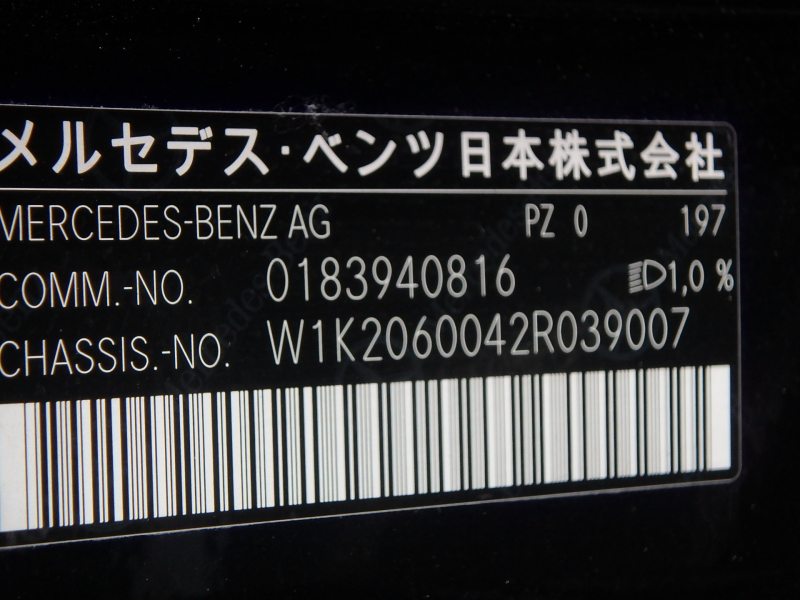 メルセデス・ベンツ日本株式会社
MERCEDES-BENZ AG PZ 0 197
COMM.-NO. 0183940816 1,0 %
CHASSIS.-NO. W1K2060042R039007